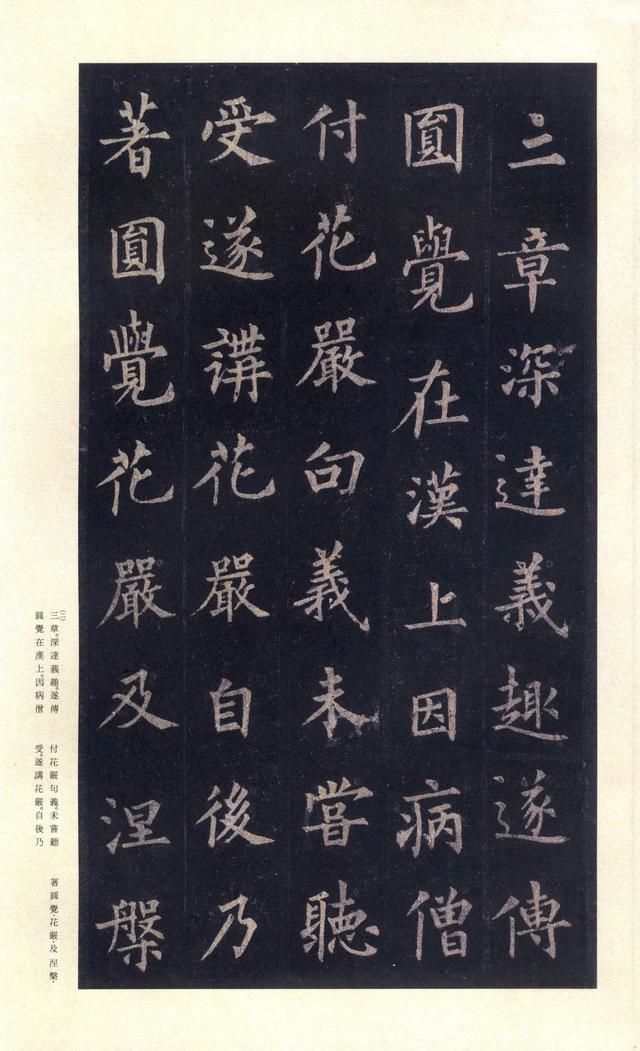 三章深達義趣遂傳
圓覺在漢上因病僧
付花嚴句義未嘗聽
受遂講花嚴自後乃
著圓覺花嚴及涅槃
三章。深達義趣。遂傳
圓覺在漢上。因病僧
付花嚴句義。未嘗聽
受。遂講花嚴。自後乃
著圓覺、花嚴、及涅槃、